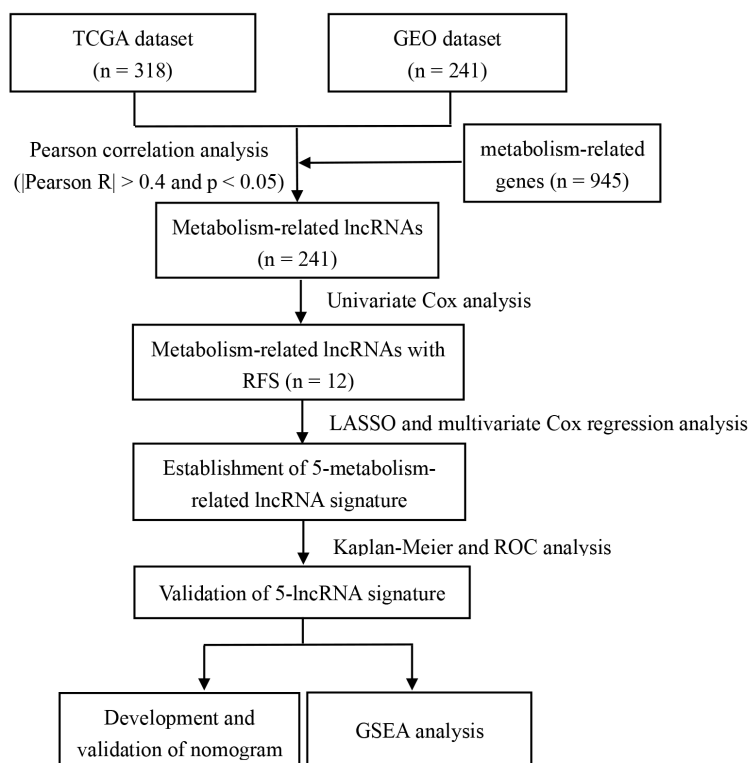 TCGA dataset
(n = 318)
GEO dataset
(n = 241)
Pearson correlation analysis
(|Pearson R| > 0.4 and p < 0.05)
metabolism-related
genes (n = 945)
Metabolism-related lncRNAs
(n = 241)
Univariate Cox analysis
Metabolism-related lncRNAs with
RFS (n = 12)
LASSO and multivariate Cox regression analysis
Establishment of 5-metabolism-
related lncRNA signature
Kaplan-Meier and ROC analysis
Validation of 5-lncRNA signature
Development and
validation of nomogram
GSEA analysis